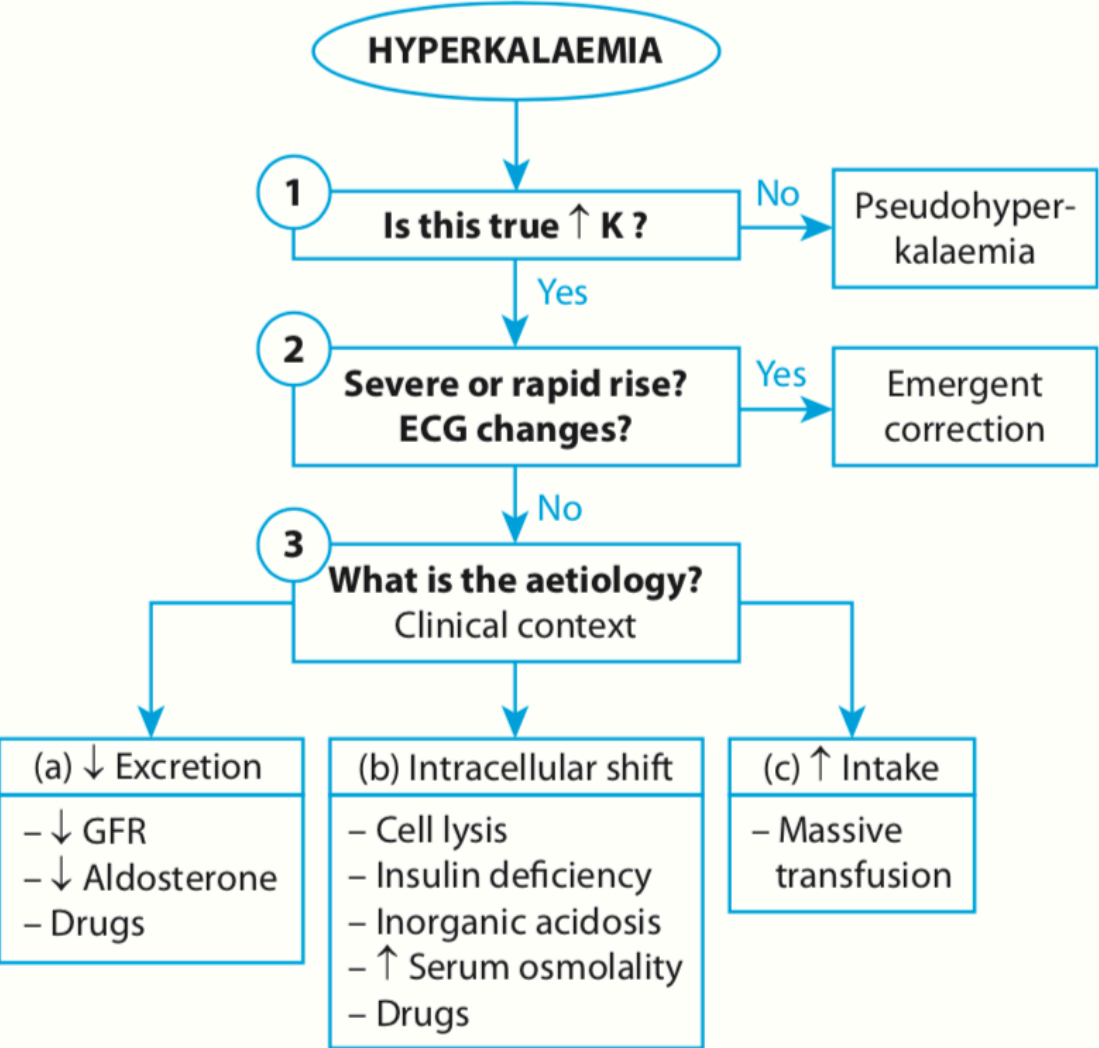 HYPERKALAEMIA
1
Is this true ↑ K ?
No
Pseudohyper-
kalaemia
Yes
2
Severe or rapid rise?
ECG changes?
Yes
Emergent
correction
No
3
What is the aetiology?
Clinical context
(a) ↓ Excretion
– ↓ GFR
– ↓ Aldosterone
– Drugs
(b) Intracellular shift
– Cell lysis
– Insulin deficiency
– Inorganic acidosis
– ↑ Serum osmolality
– Drugs
(c) ↑ Intake
– Massive
transfusion